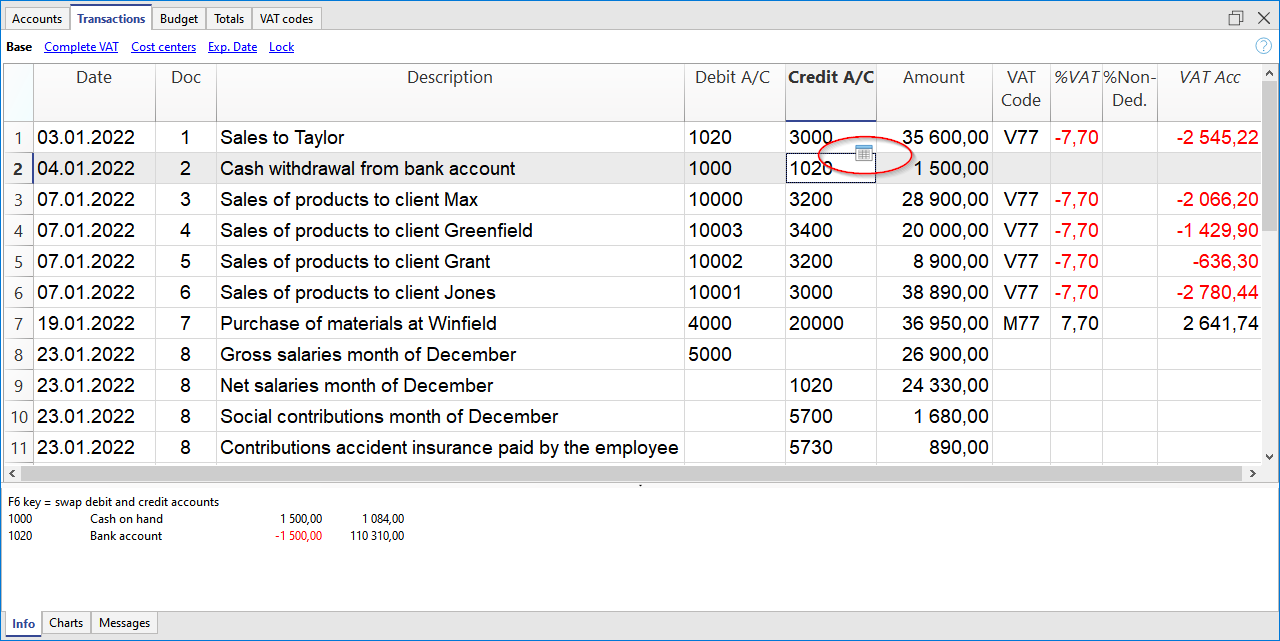 Accounts Transactions Budget Totals VAT codes
Base Complete VAT Cost centers Exp. Date Lock ?
Date Doc Description Debit A/C Credit A/C Amount VAT Code %VAT %Non-Ded. VAT Acc
1 03.01.2022 1 Sales to Taylor 1020 3000 35 600,00 V77 -7,70 -2 545,22
2 04.01.2022 2 Cash withdrawal from bank account 1000 1020 1 500,00
3 07.01.2022 3 Sales of products to client Max 10000 3200 28 900,00 V77 -7,70 -2 066,20
4 07.01.2022 4 Sales of products to client Greenfield 10003 3400 20 000,00 V77 -7,70 -1 429,90
5 07.01.2022 5 Sales of products to client Grant 10002 3200 8 900,00 V77 -7,70 -636,30
6 07.01.2022 6 Sales of products to client Jones 10001 3000 38 890,00 V77 -7,70 -2 780,44
7 19.01.2022 7 Purchase of materials at Winfield 4000 20000 36 950,00 M77 7,70 2 641,74
8 23.01.2022 8 Gross salaries month of December 5000 26 900,00
9 23.01.2022 8 Net salaries month of December 1020 24 330,00
10 23.01.2022 8 Social contributions month of December 5700 1 680,00
11 23.01.2022 8 Contributions accident insurance paid by the employee 5730 890,00
F6 key = swap debit and credit accounts
1000 Cash on hand 1 500,00 1 084,00
1020 Bank account -1 500,00 110 310,00
Info Charts Messages